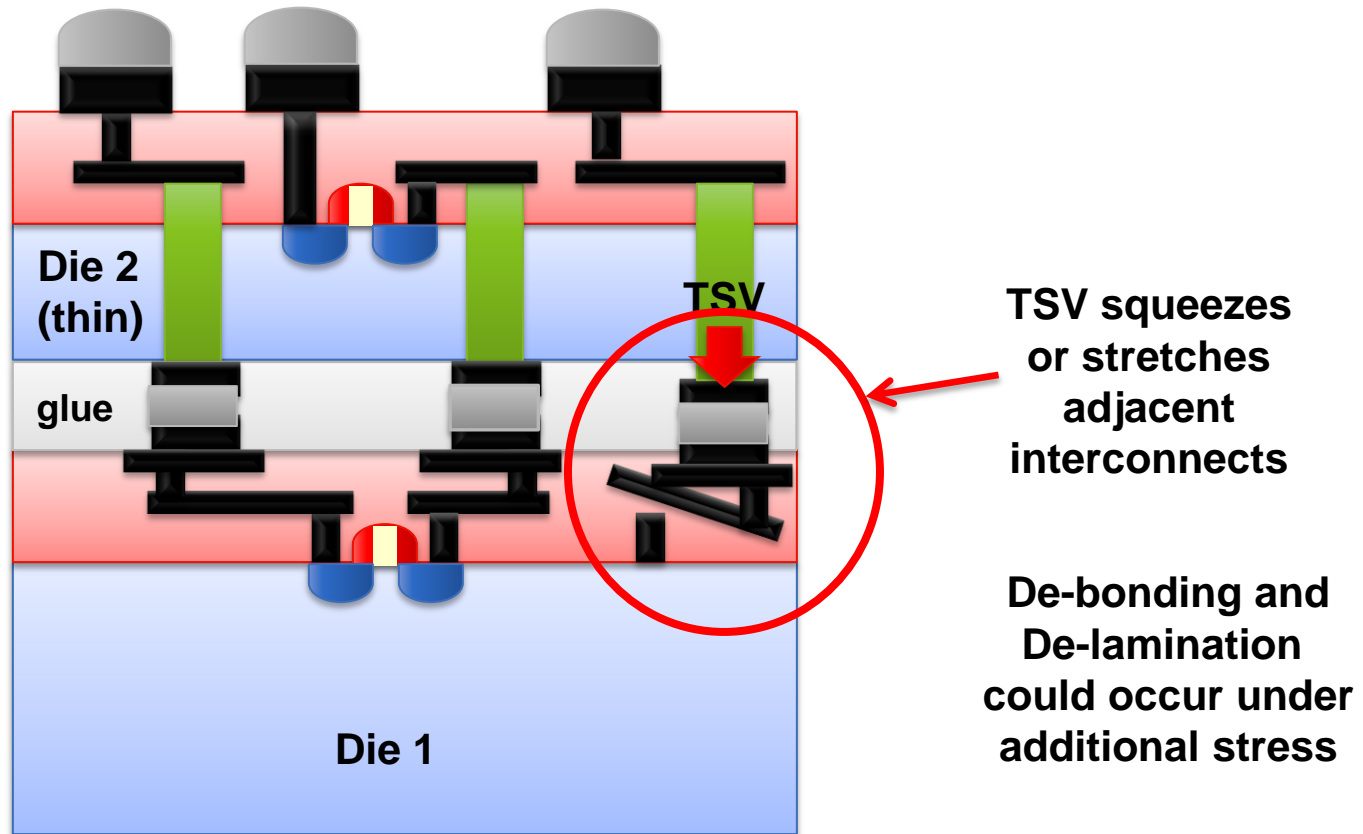 Die 2
(thin)
TSV
glue
Die 1
TSV squeezes
or stretches
adjacent
interconnects
De-bonding and
De-lamination
could occur under
additional stress